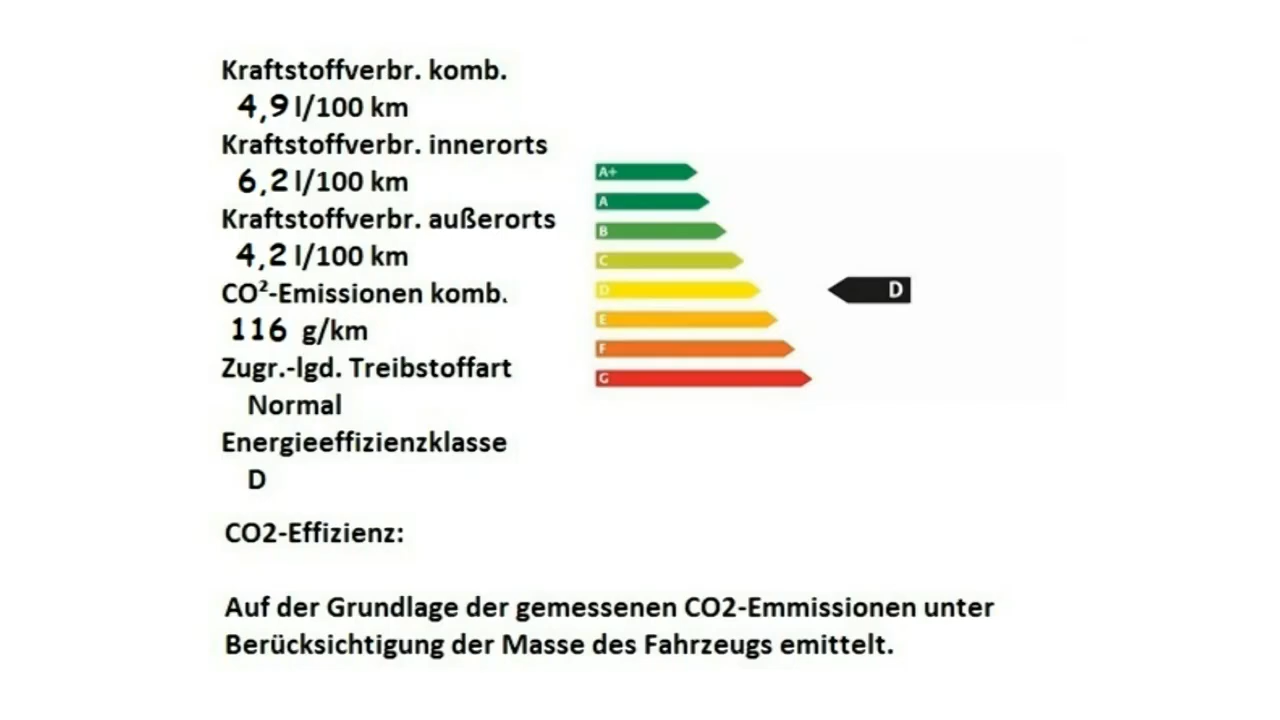 Kraftstoffverbr. komb.
4,9 l/100 km
Kraftstoffverbr. innerorts
6,2 l/100 km
Kraftstoffverbr. außerorts
4,2 l/100 km
CO²-Emissionen komb.
116 g/km
Zugr.-lgd. Treibstoffart
Normal
Energieeffizienzklasse
D
A+
A
B
C
D
D
E
F
G
CO2-Effizienz:
Auf der Grundlage der gemessenen CO2-Emmissionen unter
Berücksichtigung der Masse des Fahrzeugs emittelt.